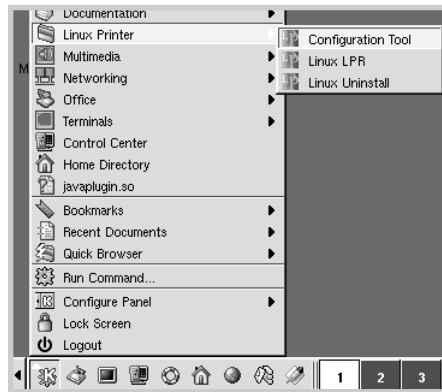 Documentation
Linux Printer
Multimedia
M
Networking
Office
Terminals
Control Center
Home Directory
javaplugin.so
Bookmarks
Recent Documents
Quick Browser
Run Command...
Configure Panel
Lock Screen
Logout
Configuration Tool
Linux LPR
Linux Uninstall
1 2 3